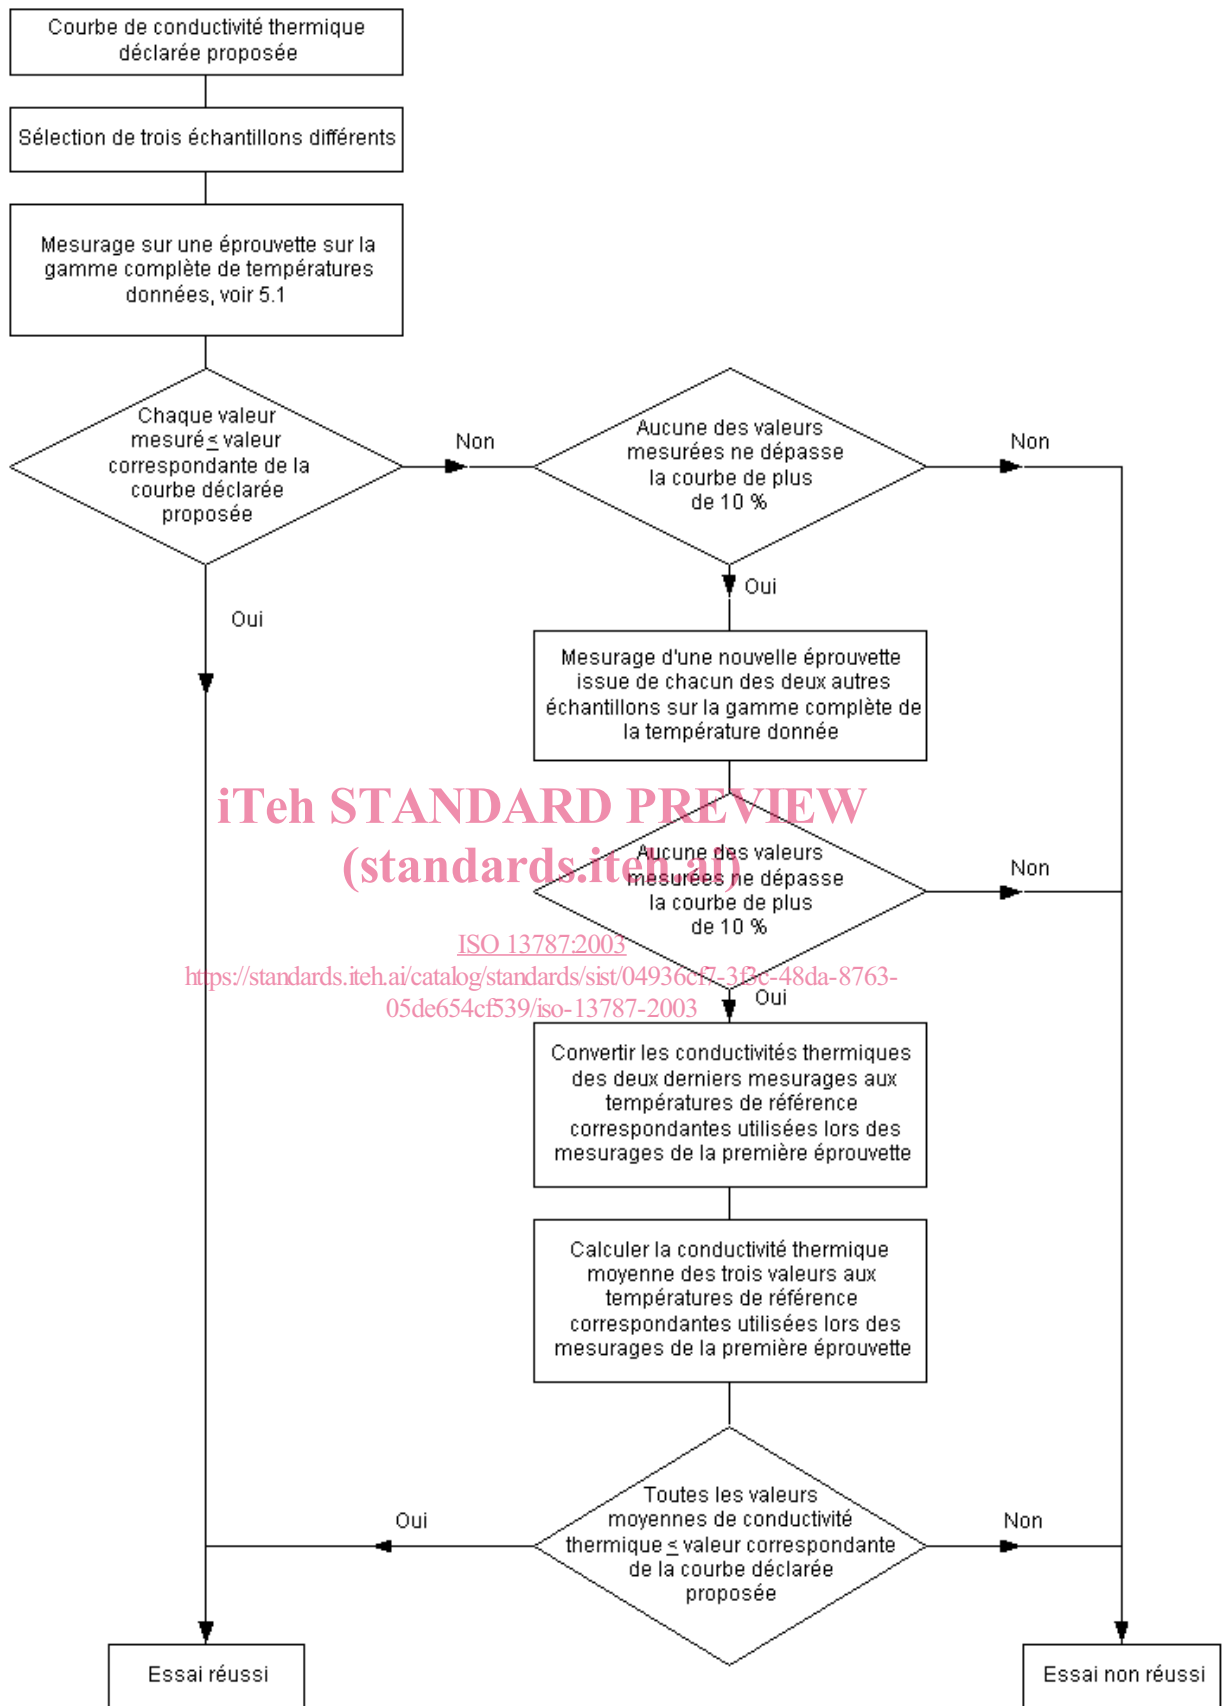 Courbe de conductivité thermique
déclarée proposée
Sélection de trois échantillons différents
Mesurage sur une éprouvette sur la
gamme complète de températures
données, voir 5.1
Chaque valeur
mesuré ≤ valeur
correspondante de la
courbe déclarée
proposée
Non
Aucune des valeurs
mesurées ne dépasse
la courbe de plus
de 10 %
Non
Oui
Oui
Mesurage d'une nouvelle éprouvette
issue de chacun des deux autres
échantillons sur la gamme complète de
la température donnée
iTeh STANDARD PREVIEW
(standards.iteh.ai)
Aucune des valeurs
mesurées ne dépasse
la courbe de plus
de 10 %
Non
ISO 13787:2003
https://standards.iteh.ai/catalog/standards/sist/04936cf7-3f3c-48da-8763-
05de654cf539/iso-13787-2003
Oui
Convertir les conductivités thermiques
des deux derniers mesurages aux
températures de référence
correspondantes utilisées lors des
mesurages de la première éprouvette
Calculer la conductivité thermique
moyenne des trois valeurs aux
températures de référence
correspondantes utilisées lors des
mesurages de la première éprouvette
Toutes les valeurs
moyennes de conductivité
thermique ≤ valeur correspondante
de la courbe déclarée
proposée
Oui
Non
Essai réussi
Essai non réussi